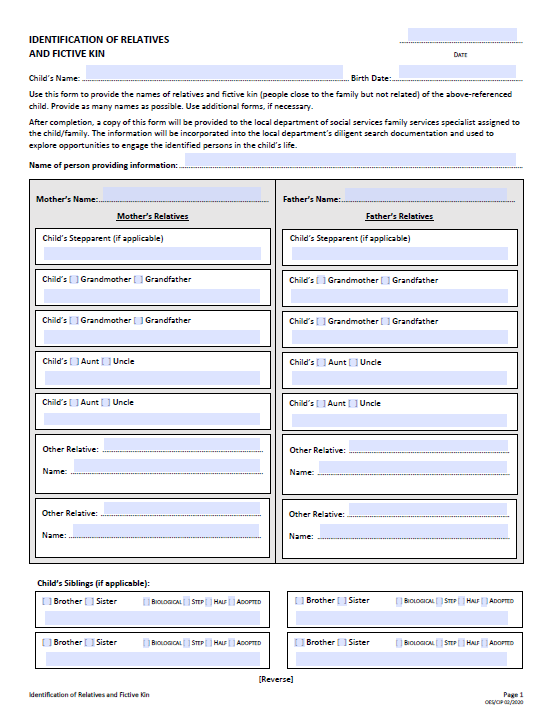 IDENTIFICATION OF RELATIVES
AND FICTIVE KIN
DATE
Child's Name: Birth Date:
Use this form to provide the names of relatives and fictive kin (people close to the family but not related) of the above-referenced
child. Provide as many names as possible. Use additional forms, if necessary.
After completion, a copy of this form will be provided to the local department of social services family services specialist assigned to
the child/family. The information will be incorporated into the local department's diligent search documentation and used to
explore opportunities to engage the identified persons in the child's life.
Name of person providing information:
Mother's Name:
Mother's Relatives
Child's Stepparent (if applicable)
Child's Grandmother Grandfather
Child's Grandmother Grandfather
Child's Aunt Uncle
Child's Aunt Uncle
Other Relative:
Name:
Other Relative:
Name:
Father's Name:
Father's Relatives
Child's Stepparent (if applicable)
Child's Grandmother Grandfather
Child's Grandmother Grandfather
Child's Aunt Uncle
Child's Aunt Uncle
Other Relative:
Name:
Other Relative:
Name:
Child's Siblings (if applicable):
Brother Sister BIOLOGICAL STEP HALF ADOPTED
Brother Sister BIOLOGICAL STEP HALF ADOPTED
Brother Sister BIOLOGICAL STEP HALF ADOPTED
Brother Sister BIOLOGICAL STEP HALF ADOPTED
[Reverse]
Identification of Relatives and Fictive Kin
Page 1
OES/CIP 02/2020